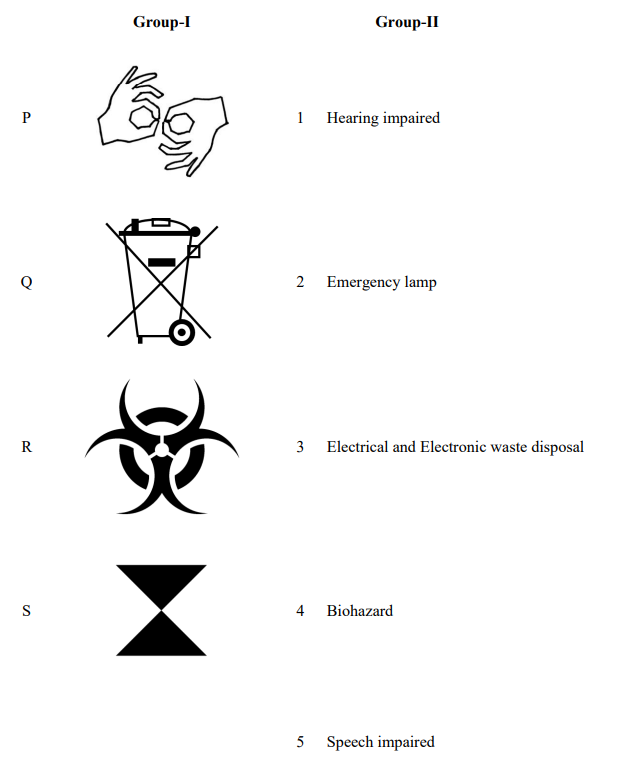 Group-I Group-II
P 1 Hearing impaired
Q 2 Emergency lamp
R 3 Electrical and Electronic waste disposal
S 4 Biohazard
5 Speech impaired